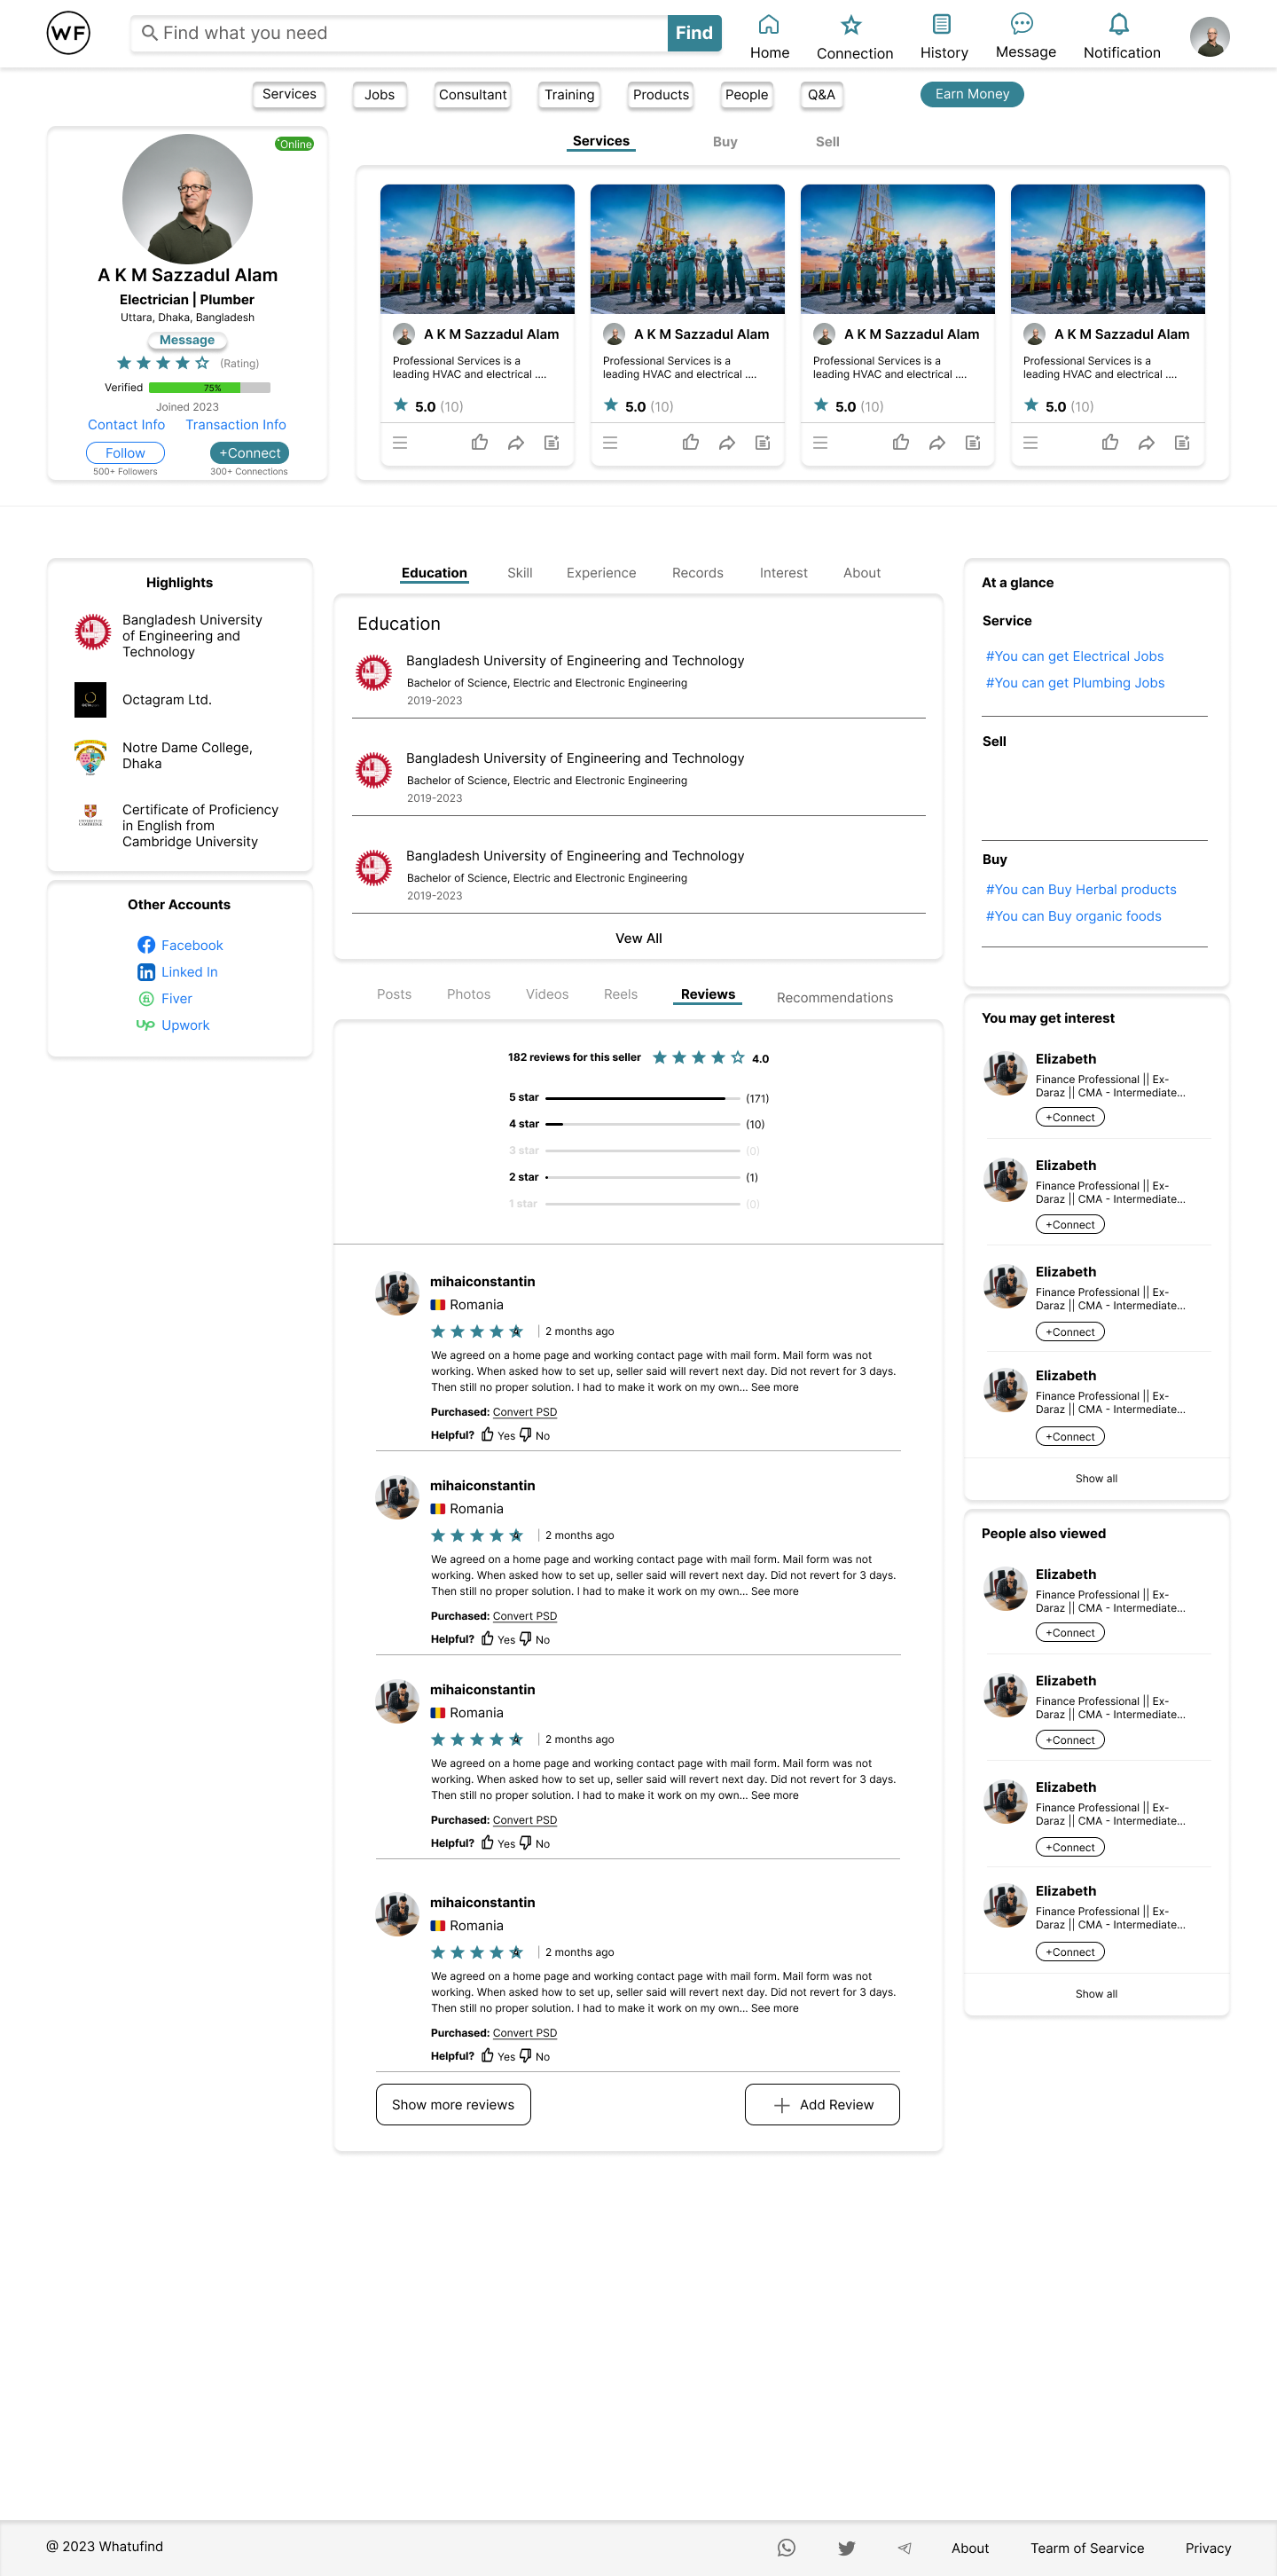 WF
Find what you need
Find
Home
Connection
History
Message
Notification
Services
Jobs
Consultant
Training
Products
People
Q&A
Earn Money
Online
A K M Sazzadul Alam
Electrician | Plumber
Uttara, Dhaka, Bangladesh
Message
(Rating)
Verified
75%
Joined 2023
Contact Info
Transaction Info
Follow
+Connect
500+ Followers
300+ Connections
Services
Buy
Sell
A K M Sazzadul Alam
Professional Services is a
leading HVAC and electrical ....
5.0 (10)
A K M Sazzadul Alam
Professional Services is a
leading HVAC and electrical ....
5.0 (10)
A K M Sazzadul Alam
Professional Services is a
leading HVAC and electrical ....
5.0 (10)
A K M Sazzadul Alam
Professional Services is a
leading HVAC and electrical ....
5.0 (10)
Highlights
Bangladesh University
of Engineering and
Technology
Octagram Ltd.
Notre Dame College,
Dhaka
Certificate of Proficiency
in English from
Cambridge University
Other Accounts
Facebook
Linked In
Fiver
Upwork
Education
Skill
Experience
Records
Interest
About
Education
Bangladesh University of Engineering and Technology
Bachelor of Science, Electric and Electronic Engineering
2019-2023
Bangladesh University of Engineering and Technology
Bachelor of Science, Electric and Electronic Engineering
2019-2023
Bangladesh University of Engineering and Technology
Bachelor of Science, Electric and Electronic Engineering
2019-2023
Vew All
Posts
Photos
Videos
Reels
Reviews
Recommendations
182 reviews for this seller
4.0
5 star
(171)
4 star
(10)
3 star
(0)
2 star
(1)
1 star
(0)
mihaiconstantin
Romania
4
| 2 months ago
We agreed on a home page and working contact page with mail form. Mail form was not
working. When asked how to set up, seller said will revert next day. Did not revert for 3 days.
Then still no proper solution. I had to make it work on my own... See more
Purchased: Convert PSD
Helpful? Yes No
mihaiconstantin
Romania
4
| 2 months ago
We agreed on a home page and working contact page with mail form. Mail form was not
working. When asked how to set up, seller said will revert next day. Did not revert for 3 days.
Then still no proper solution. I had to make it work on my own... See more
Purchased: Convert PSD
Helpful? Yes No
mihaiconstantin
Romania
4
| 2 months ago
We agreed on a home page and working contact page with mail form. Mail form was not
working. When asked how to set up, seller said will revert next day. Did not revert for 3 days.
Then still no proper solution. I had to make it work on my own... See more
Purchased: Convert PSD
Helpful? Yes No
mihaiconstantin
Romania
4
| 2 months ago
We agreed on a home page and working contact page with mail form. Mail form was not
working. When asked how to set up, seller said will revert next day. Did not revert for 3 days.
Then still no proper solution. I had to make it work on my own... See more
Purchased: Convert PSD
Helpful? Yes No
Show more reviews
Add Review
At a glance
Service
#You can get Electrical Jobs
#You can get Plumbing Jobs
Sell
Buy
#You can Buy Herbal products
#You can Buy organic foods
You may get interest
Elizabeth
Finance Professional || Ex-
Daraz || CMA - Intermediate...
+Connect
Elizabeth
Finance Professional || Ex-
Daraz || CMA - Intermediate...
+Connect
Elizabeth
Finance Professional || Ex-
Daraz || CMA - Intermediate...
+Connect
Elizabeth
Finance Professional || Ex-
Daraz || CMA - Intermediate...
+Connect
Show all
People also viewed
Elizabeth
Finance Professional || Ex-
Daraz || CMA - Intermediate...
+Connect
Elizabeth
Finance Professional || Ex-
Daraz || CMA - Intermediate...
+Connect
Elizabeth
Finance Professional || Ex-
Daraz || CMA - Intermediate...
+Connect
Elizabeth
Finance Professional || Ex-
Daraz || CMA - Intermediate...
+Connect
Show all
@ 2023 Whatufind
About
Tearm of Searvice
Privacy